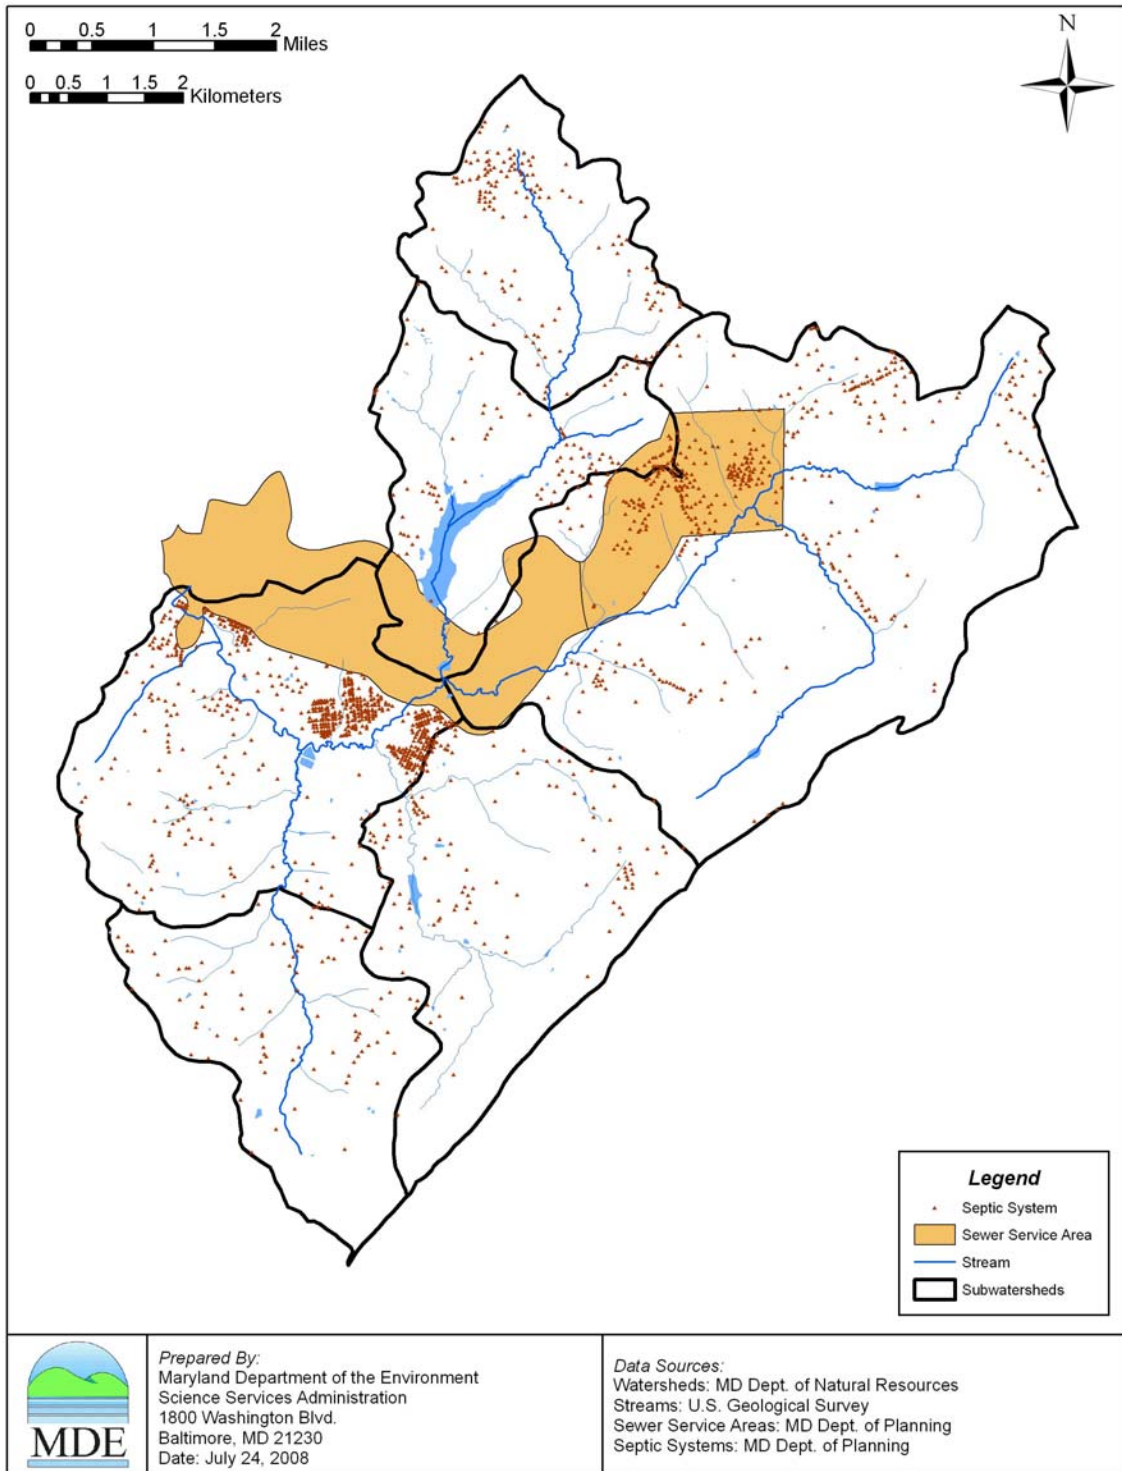 0 0.5 1 1.5 2
Miles
0 0.5 1 1.5 2
Kilometers
N
Legend
Septic System
Sewer Service Area
Stream
Subwatersheds
MDE
Prepared By:
Maryland Department of the Environment
Science Services Administration
1800 Washington Blvd.
Baltimore, MD 21230
Date: July 24, 2008
Data Sources:
Watersheds: MD Dept. of Natural Resources
Streams: U.S. Geological Survey
Sewer Service Areas: MD Dept. of Planning
Septic Systems: MD Dept. of Planning